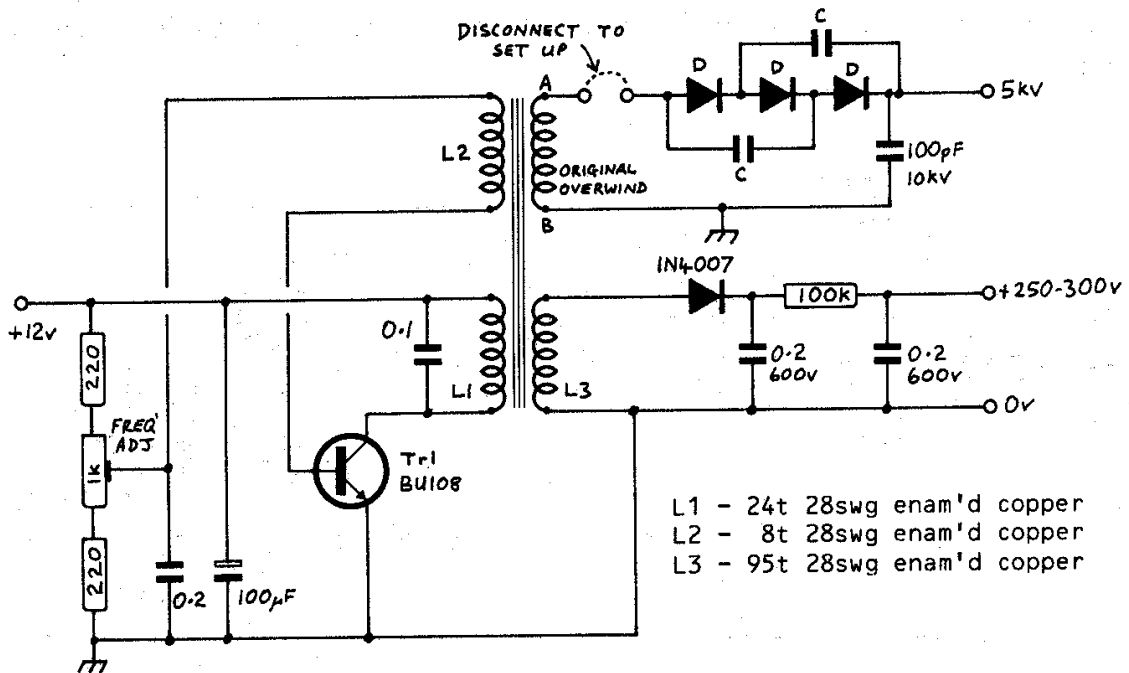 DISCONNECT TO
SET UP
C
D
D
D
A
5kv
L2
ORIGINAL
OVERWIND
C
100pF
10kv
B
1N4007
+12v
100k
+250-300v
0.1
220
L1
L3
0.2
600v
0.2
600v
0v
FREQ'
ADJ
1k
Tr1
BU108
220
0.2
100µF
L1 - 24t 28swg enam'd copper
L2 - 8t 28swg enam'd copper
L3 - 95t 28swg enam'd copper